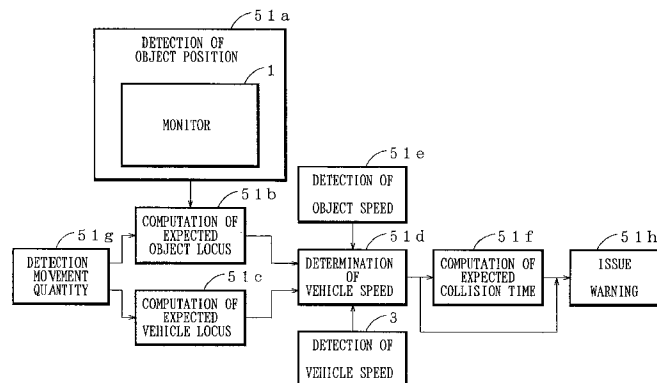 51a
DETECTION OF
OBJECT POSITION
1
MONITOR
51e
DETECTION OF
OBJECT SPEED
51b
COMPUTATION OF
EXPECTED
OBJECT LOCUS
51g
DETECTION
MOVEMENT
QUANTITY
51d
DETERMINATION
OF
VEHICLE SPEED
51f
COMPUTATION OF
EXPECTED
COLLISION TIME
51h
ISSUE
WARNING
51c
COMPUTATION OF
EXPECTED
VEHICLE LOCUS
3
DETECTION OF
VEHICLE SPEED